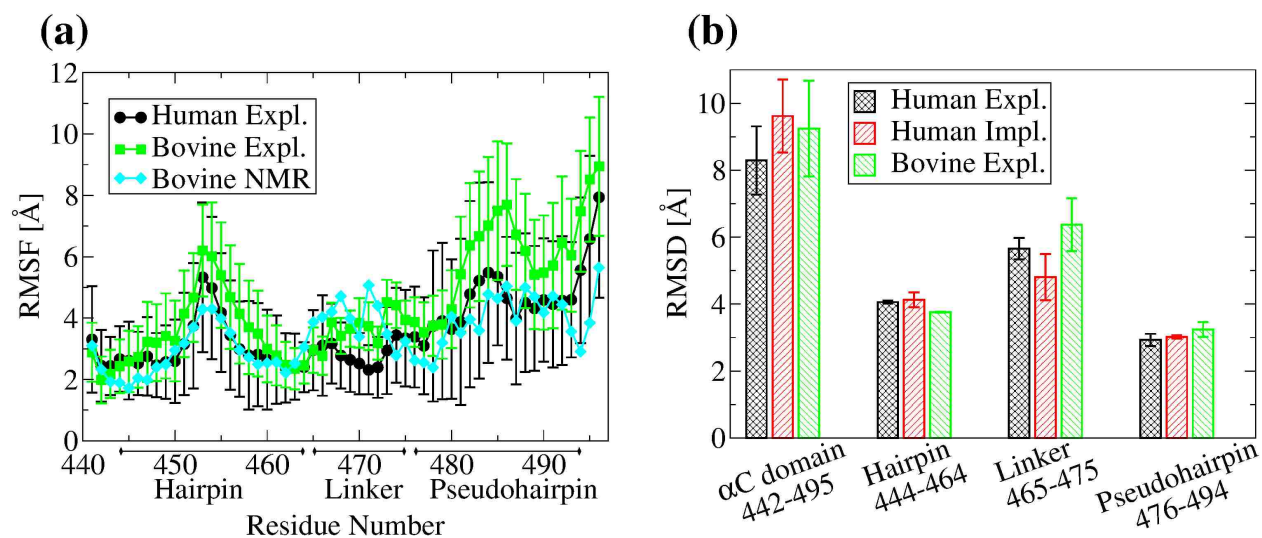 (a)
RMSF [Å]
12
10
8
6
4
2
0
Human Expl.
Bovine Expl.
Bovine NMR
440 450 460 470 480 490
Hairpin Linker Pseudohairpin
Residue Number
(b)
RMSD [Å]
10
8
6
4
2
0
Human Expl.
Human Impl.
Bovine Expl.
αC domain
442-495
Hairpin
444-464
Linker
465-475
Pseudohairpin
476-494